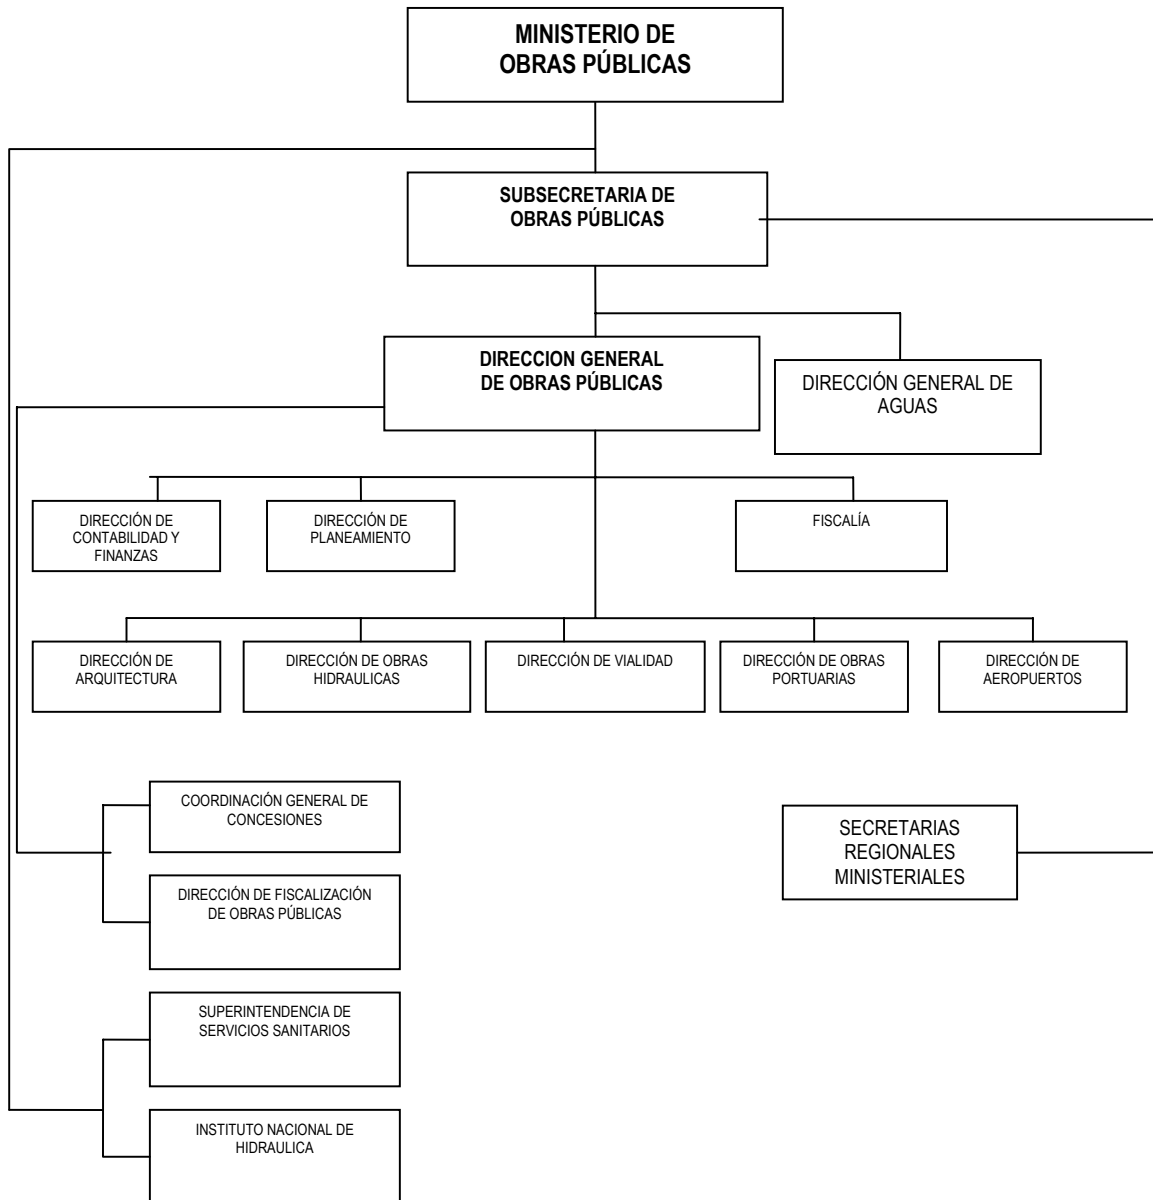 MINISTERIO DE
OBRAS PÚBLICAS
SUBSECRETARIA DE
OBRAS PÚBLICAS
DIRECCION GENERAL
DE OBRAS PÚBLICAS
DIRECCIÓN GENERAL DE
AGUAS
DIRECCIÓN DE
CONTABILIDAD Y
FINANZAS
DIRECCIÓN DE
PLANEAMIENTO
FISCALÍA
DIRECCIÓN DE
ARQUITECTURA
DIRECCIÓN DE OBRAS
HIDRAULICAS
DIRECCIÓN DE VIALIDAD
DIRECCIÓN DE OBRAS
PORTUARIAS
DIRECCIÓN DE
AEROPUERTOS
COORDINACIÓN GENERAL DE
CONCESIONES
SECRETARIAS
REGIONALES
MINISTERIALES
DIRECCIÓN DE FISCALIZACIÓN
DE OBRAS PÚBLICAS
SUPERINTENDENCIA DE
SERVICIOS SANITARIOS
INSTITUTO NACIONAL DE
HIDRAULICA